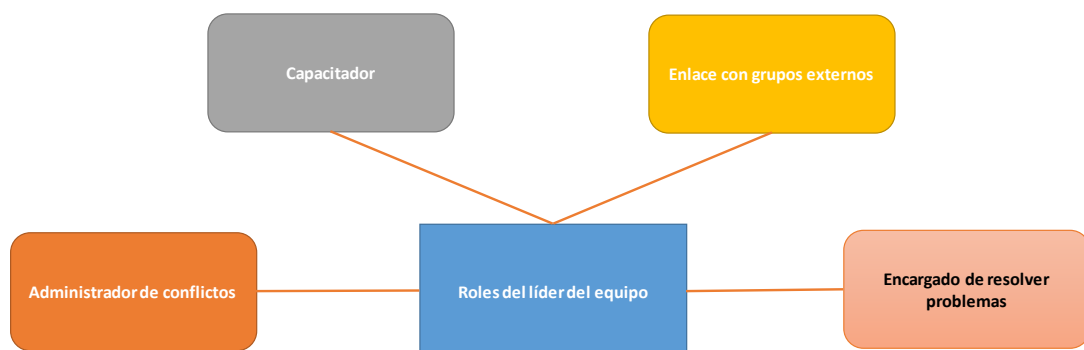 Capacitador
Enlace con grupos externos
Administrador de conflictos
Roles del líder del equipo
Encargado de resolver
problemas